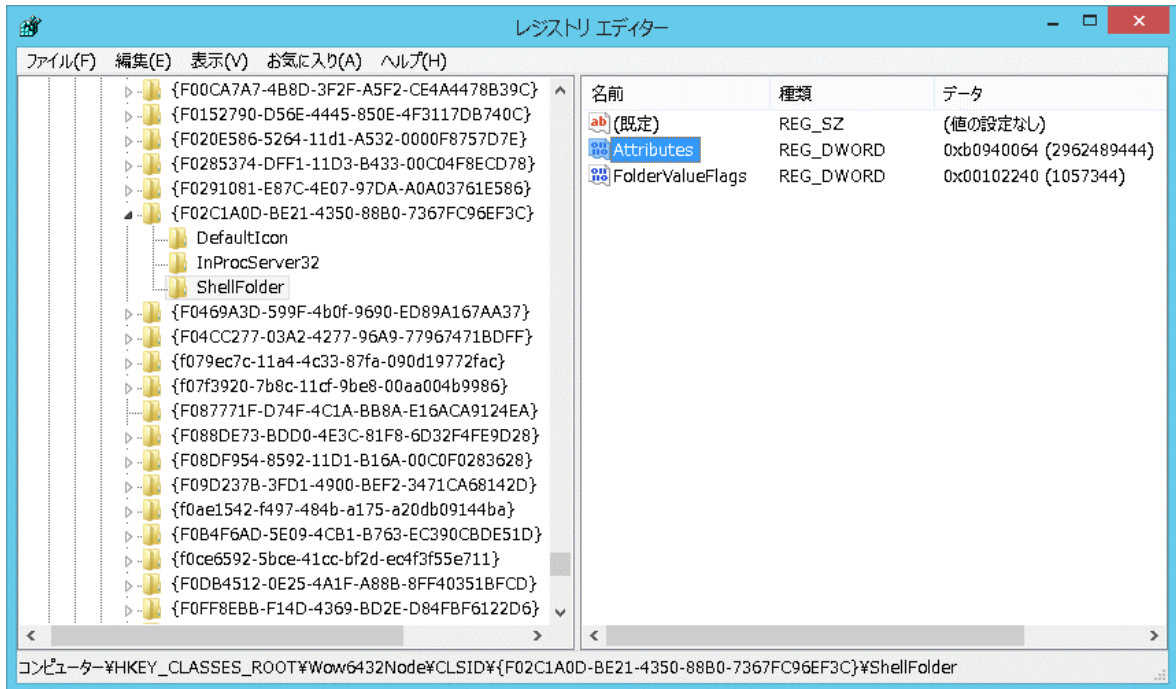 レジストリ エディター
ファイル(F) 編集(E) 表示(V) お気に入り(A) ヘルプ(H)
{F00CA7A7-4B8D-3F2F-A5F2-CE4A4478B39C}
{F0152790-D56E-4445-850E-4F3117DB740C}
{F020E586-5264-11d1-A532-0000F8757D7E}
{F0285374-DFF1-11D3-B433-00C04F8ECD78}
{F0291081-E87C-4E07-97DA-A0A03761E586}
{F02C1A0D-BE21-4350-88B0-7367FC96EF3C}
DefaultIcon
InProcServer32
ShellFolder
{F0469A3D-599F-4b0f-9690-ED89A167AA37}
{F04CC277-03A2-4277-96A9-77967471BDFF}
{f079ec7c-11a4-4c33-87fa-090d19772fac}
{f07f3920-7b8c-11cf-9be8-00aa004b9986}
{F087771F-D74F-4C1A-BB8A-E16ACA9124EA}
{F088DE73-BDD0-4E3C-81F8-6D32F4FE9D28}
{F08DF954-8592-11D1-B16A-00C0F0283628}
{F09D237B-3FD1-4900-BEF2-3471CA68142D}
{f0ae1542-f497-484b-a175-a20db09144ba}
{F0B4F6AD-5E09-4CB1-B763-EC390CBDE51D}
{f0ce6592-5bce-41cc-bf2d-ec4f3f55e711}
{F0DB4512-0E25-4A1F-A88B-8FF40351BFCD}
{F0FF8EBB-F14D-4369-BD2E-D84FBF6122D6}
名前 種類 データ
(既定) REG_SZ (値の設定なし)
Attributes REG_DWORD 0xb0940064 (2962489444)
FolderValueFlags REG_DWORD 0x00102240 (1057344)
コンピューター¥HKEY_CLASSES_ROOT¥Wow6432Node¥CLSID¥{F02C1A0D-BE21-4350-88B0-7367FC96EF3C}¥ShellFolder